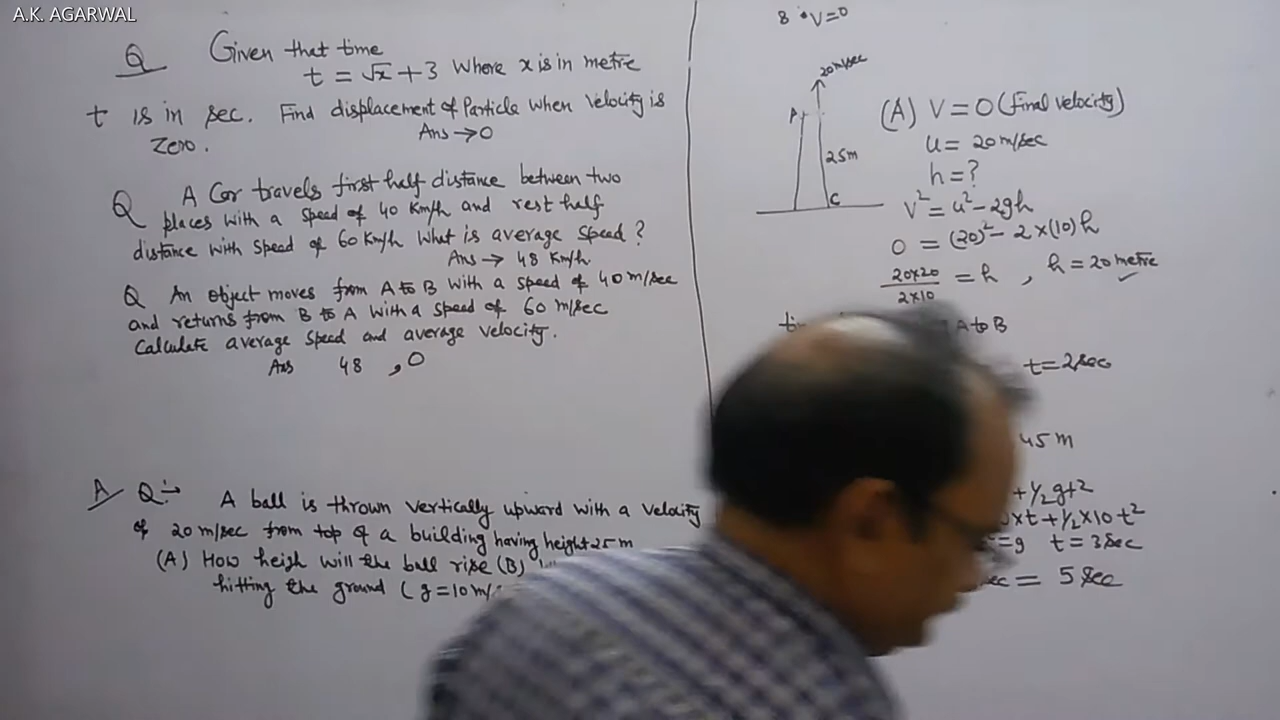 A.K. AGARWAL
Q Given that time
t = √x + 3 where x is in metre
t is in sec. Find displacement of Particle when velocity is
zero.
Ans → 0
Q A Car travels first half distance between two
places with a speed of 40 Km/h and rest half
distance with speed of 60 Km/h what is average speed ?
Ans → 48 Km/h
Q An object moves from A to B with a speed of 40 m/sec
and returns from B to A with a speed of 60 m/sec
Calculate average speed and average velocity.
Ans 48 , 0
A Q:→ A ball is thrown vertically upward with a velocity
of 20 m/sec from top of a building having height 25 m
(A) How heigh will the ball rise (B)
hitting the ground ( g = 10 m/
B V=0
20 m/sec
A
25m
C
(A) V = 0 (final velocity)
u = 20 m/sec
h = ?
v² = u² - 2gh
0 = (20)² - 2×(10)h
20×20 / 2×10 = h , h = 20 metre
A to B
t = 2 sec
45 m
+ ½ gt²
×t + ½×10 t²
t = 3 sec
= 5 sec